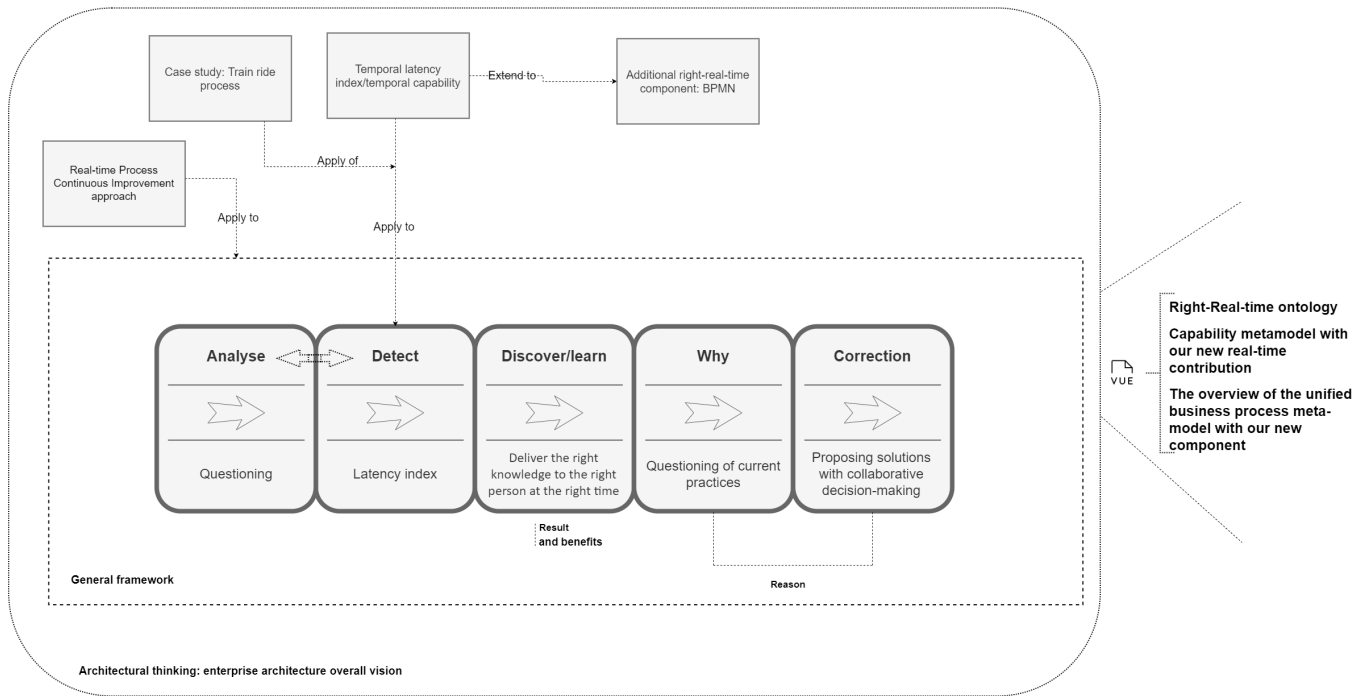 Case study: Train ride
process
Temporal latency
index/temporal capability
Extend to
Additional right-real-time
component: BPMN
Apply of
Real-time Process
Continuous Improvement
approach
Apply to
Apply to
Analyse
Detect
Discover/learn
Why
Correction
Questioning
Latency index
Deliver the right
knowledge to the right
person at the right time
Questioning of current
practices
Proposing solutions
with collaborative
decision-making
Result
and benefits
Reason
General framework
Architectural thinking: enterprise architecture overall vision
VUE
Right-Real-time ontology
Capability metamodel with
our new real-time
contribution
The overview of the unified
business process meta-
model with our new
component